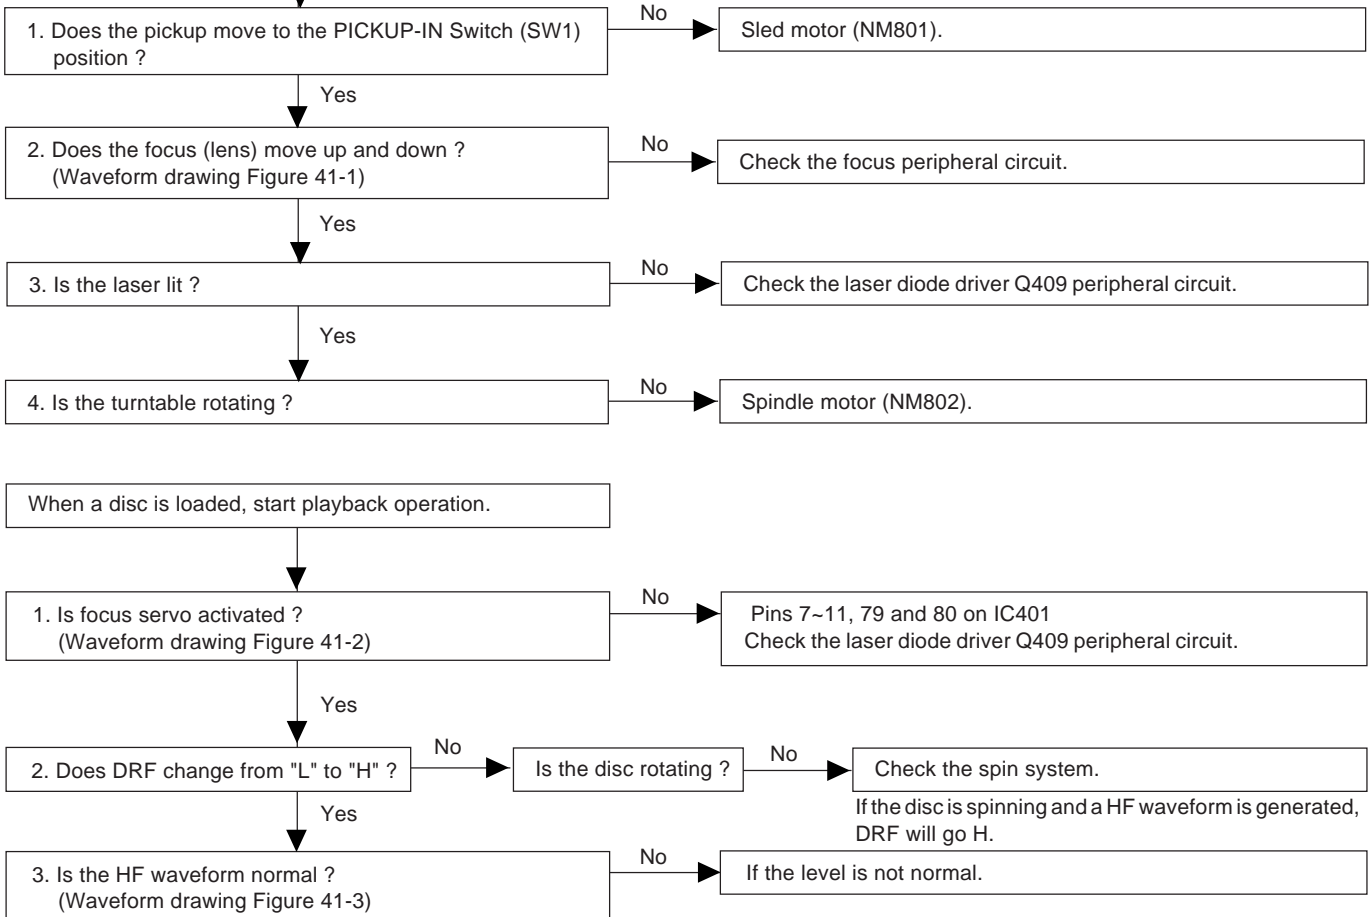 1. Does the pickup move to the PICKUP-IN Switch (SW1)
position ?
No
Sled motor (NM801).
Yes
2. Does the focus (lens) move up and down ?
(Waveform drawing Figure 41-1)
No
Check the focus peripheral circuit.
Yes
3. Is the laser lit ?
No
Check the laser diode driver Q409 peripheral circuit.
Yes
4. Is the turntable rotating ?
No
Spindle motor (NM802).
When a disc is loaded, start playback operation.
1. Is focus servo activated ?
(Waveform drawing Figure 41-2)
No
Pins 7~11, 79 and 80 on IC401
Check the laser diode driver Q409 peripheral circuit.
Yes
2. Does DRF change from "L" to "H" ?
No
Is the disc rotating ?
No
Check the spin system.
If the disc is spinning and a HF waveform is generated,
DRF will go H.
Yes
3. Is the HF waveform normal ?
(Waveform drawing Figure 41-3)
No
If the level is not normal.